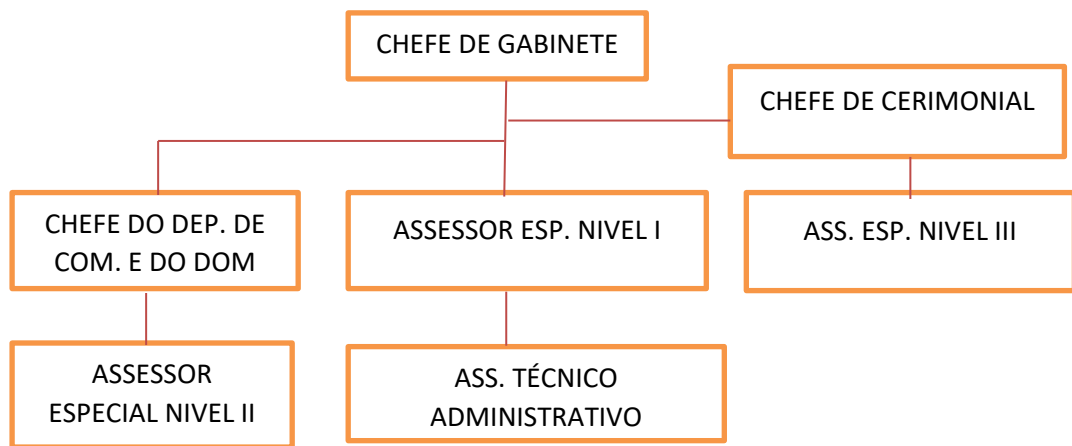 CHEFE DE GABINETE
CHEFE DE CERIMONIAL
CHEFE DO DEP. DE
COM. E DO DOM
ASSESSOR ESP. NIVEL I
ASS. ESP. NIVEL III
ASSESSOR
ESPECIAL NIVEL II
ASS. TÉCNICO
ADMINISTRATIVO